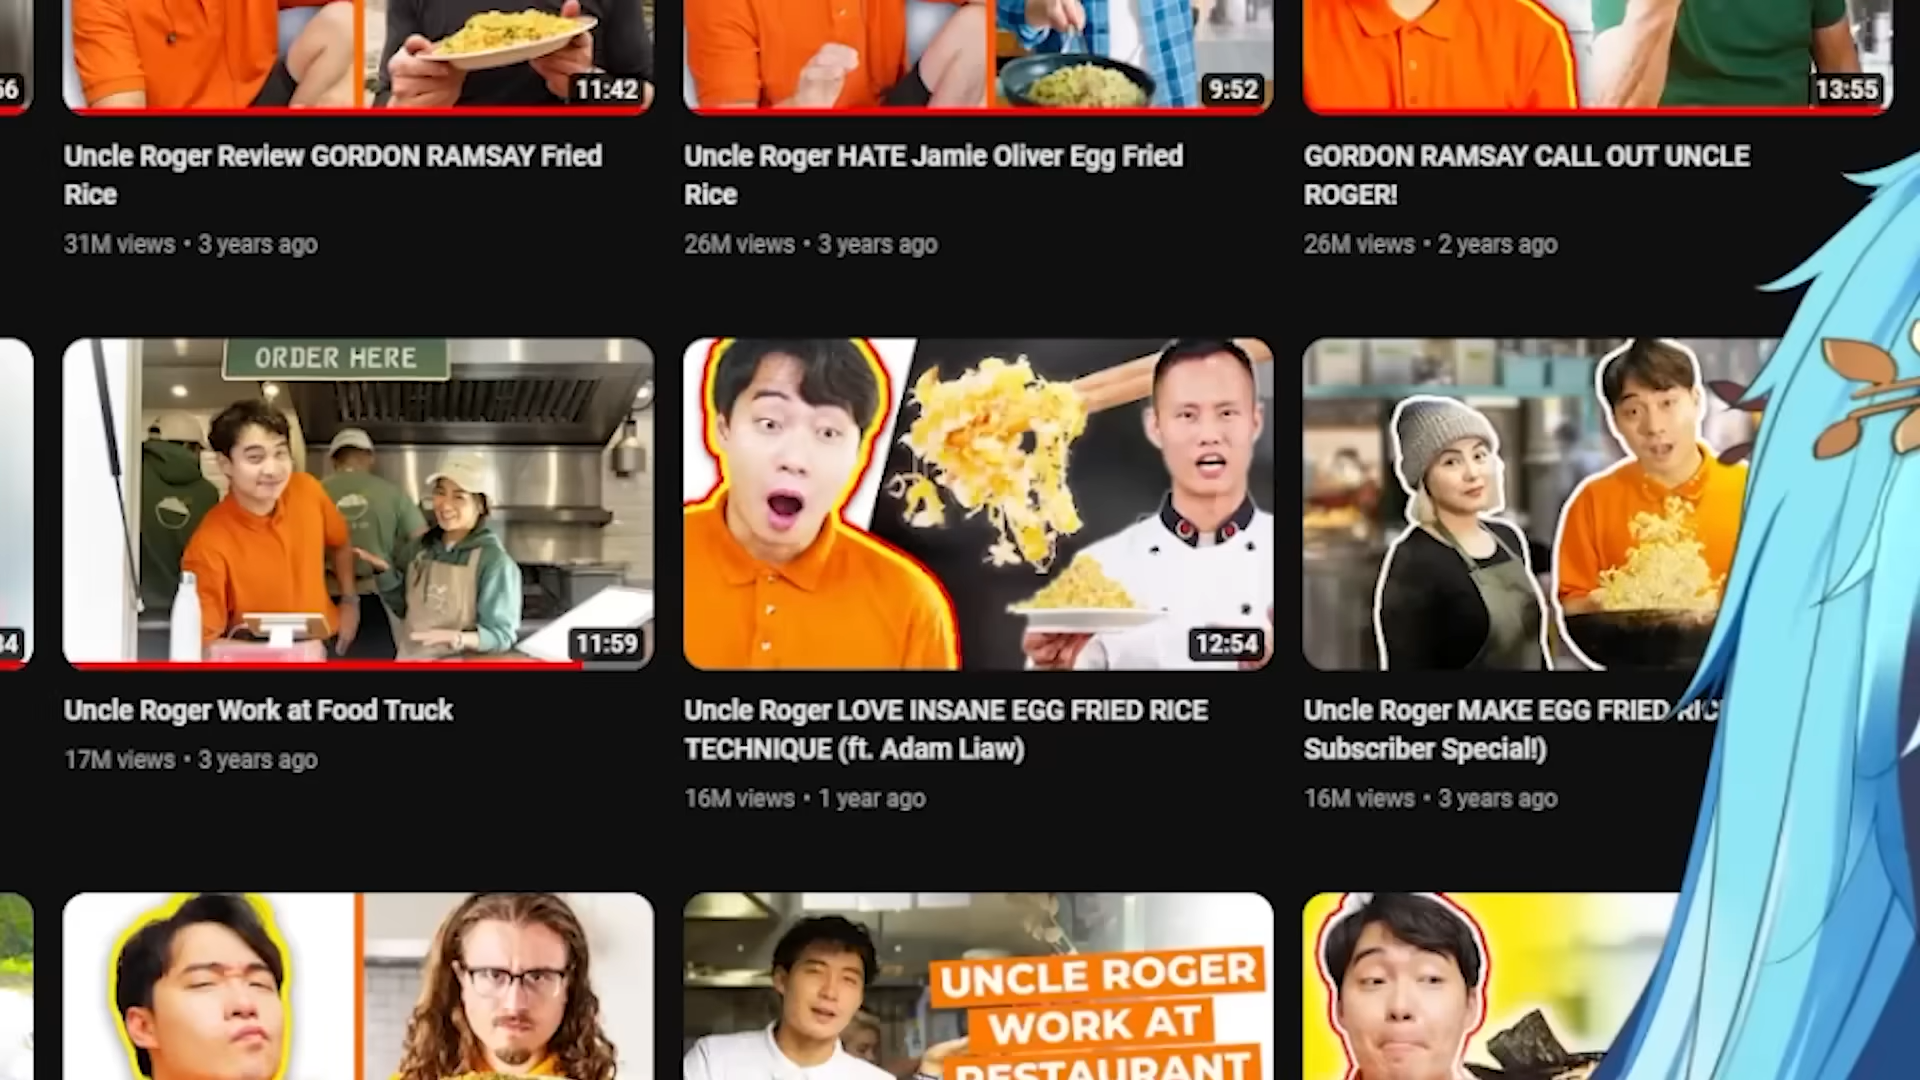 56
11:42
9:52
13:55
Uncle Roger Review GORDON RAMSAY Fried
Rice
31M views • 3 years ago
Uncle Roger HATE Jamie Oliver Egg Fried
Rice
26M views • 3 years ago
GORDON RAMSAY CALL OUT UNCLE
ROGER!
26M views • 2 years ago
ORDER HERE
34
11:59
12:54
Uncle Roger Work at Food Truck
17M views • 3 years ago
Uncle Roger LOVE INSANE EGG FRIED RICE
TECHNIQUE (ft. Adam Liaw)
16M views • 1 year ago
Uncle Roger MAKE EGG FRIED RIC
Subscriber Special!)
16M views • 3 years ago
UNCLE ROGER
WORK AT
RESTAURANT